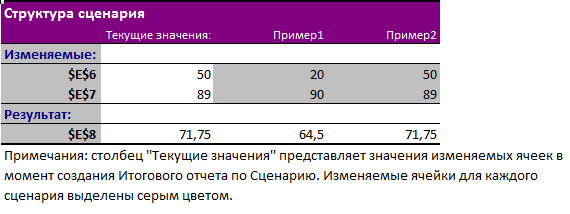 Структура сценария
Текущие значения: Пример1 Пример2
Изменяемые:
$E$6 50 20 50
$E$7 89 90 89
Результат:
$E$8 71,75 64,5 71,75
Примечания: столбец "Текущие значения" представляет значения изменяемых ячеек в
момент создания Итогового отчета по Сценарию. Изменяемые ячейки для каждого
сценария выделены серым цветом.